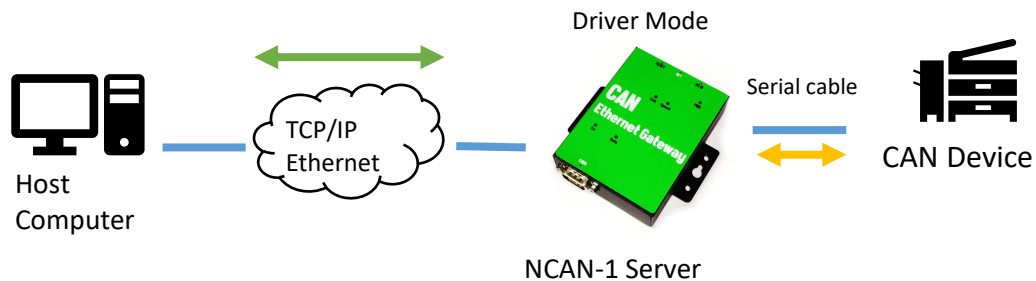 Driver Mode
TCP/IP
Ethernet
CAN
Ethernet Gateway
Serial cable
Host
Computer
CAN Device
NCAN-1 Server